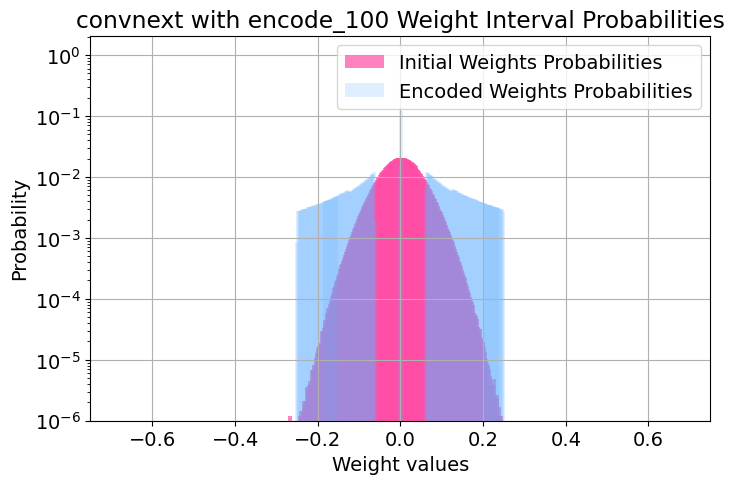 convnext with encode_100 Weight Interval Probabilities
Initial Weights Probabilities
Encoded Weights Probabilities
Probability
10^0
10^-1
10^-2
10^-3
10^-4
10^-5
10^-6
−0.6 −0.4 −0.2 0.0 0.2 0.4 0.6
Weight values